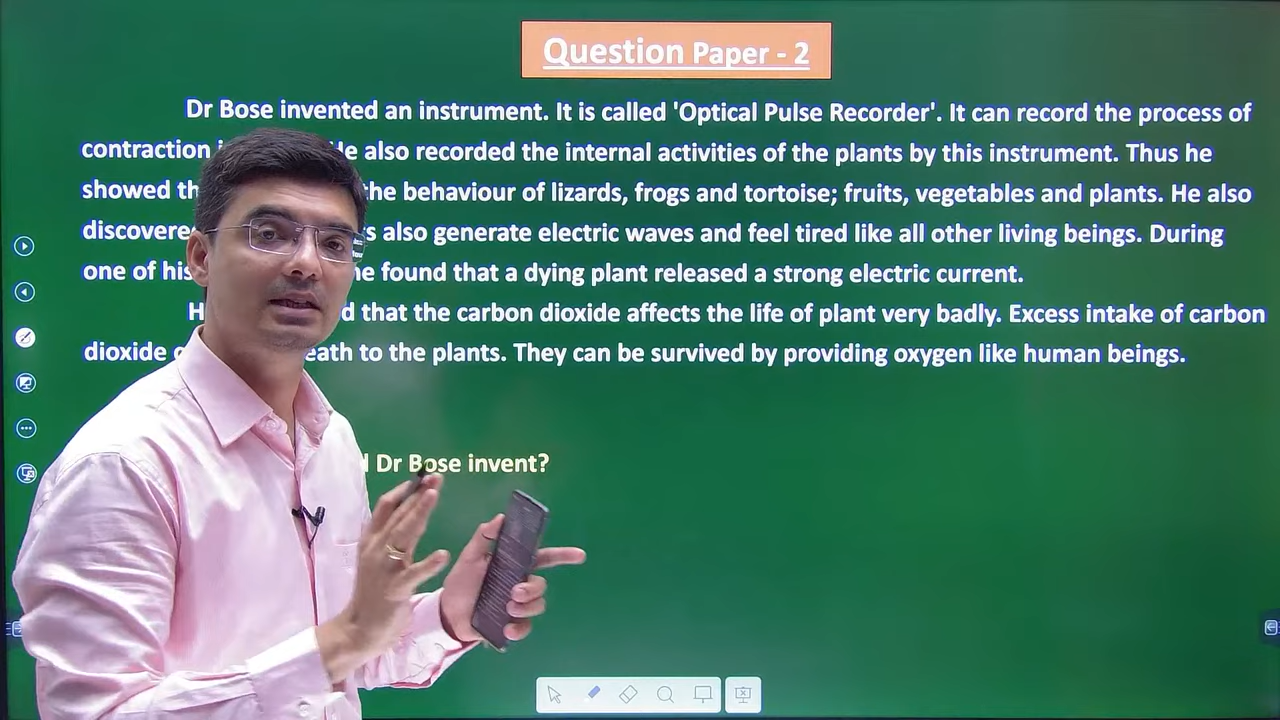 Question Paper - 2
Dr Bose invented an instrument. It is called 'Optical Pulse Recorder'. It can record the process of
contraction He also recorded the internal activities of the plants by this instrument. Thus he
showed the behaviour of lizards, frogs and tortoise; fruits, vegetables and plants. He also
also generate electric waves and feel tired like all other living beings. During
one of his he found that a dying plant released a strong electric current.
that the carbon dioxide affects the life of plant very badly. Excess intake of carbon
dioxide to the plants. They can be survived by providing oxygen like human beings.
Dr Bose invent?